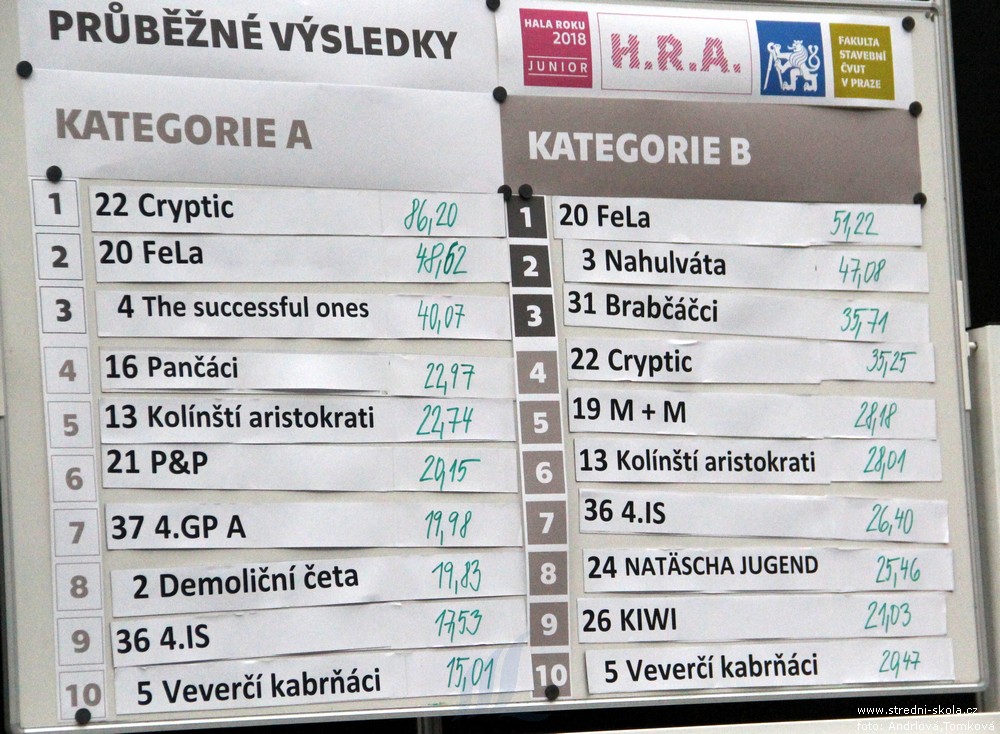 PRŮBĚŽNÉ VÝSLEDKY
HALA ROKU
2018
JUNIOR
H.R.A.
FAKULTA
STAVEBNÍ
ČVUT
V PRAZE
KATEGORIE A
1 22 Cryptic 86,20
2 20 FeLa 48,62
3 4 The successful ones 40,07
4 16 Pančáci 22,97
5 13 Kolínští aristokrati 22,74
6 21 P&P 20,15
7 37 4.GP A 19,98
8 2 Demoliční četa 19,83
9 36 4.IS 17,53
10 5 Veverčí kabrňáci 15,01
KATEGORIE B
1 20 FeLa 51,22
2 3 Nahulváta 47,08
3 31 Brabčáčci 35,71
4 22 Cryptic 35,25
5 19 M + M 28,18
6 13 Kolínští aristokrati 28,01
7 36 4.IS 26,40
8 24 NATÄSCHA JUGEND 25,46
9 26 KIWI 21,03
10 5 Veverčí kabrňáci 20,47
www.stredni-skola.cz
foto: Andrlová,Tomková